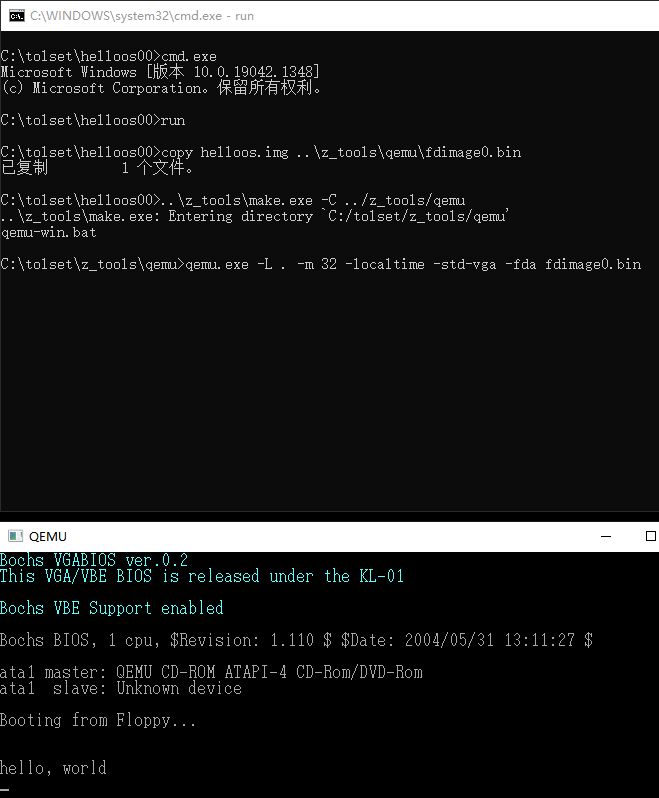 C:\WINDOWS\system32\cmd.exe - run
C:\tolset\helloos00>cmd.exe
Microsoft Windows [版本 10.0.19042.1348]
(c) Microsoft Corporation。保留所有权利。
C:\tolset\helloos00>run
C:\tolset\helloos00>copy helloos.img ..\z_tools\qemu\fdimage0.bin
已复制         1 个文件。
C:\tolset\helloos00>..\z_tools\make.exe -C ../z_tools/qemu
..\z_tools\make.exe: Entering directory `C:/tolset/z_tools/qemu'
qemu-win.bat
C:\tolset\z_tools\qemu>qemu.exe -L . -m 32 -localtime -std-vga -fda fdimage0.bin
QEMU
Bochs VGABIOS ver.0.2
This VGA/VBE BIOS is released under the KL-01
Bochs VBE Support enabled
Bochs BIOS, 1 cpu, $Revision: 1.110 $ $Date: 2004/05/31 13:11:27 $
ata1 master: QEMU CD-ROM ATAPI-4 CD-Rom/DVD-Rom
ata1  slave: Unknown device
Booting from Floppy...
hello, world